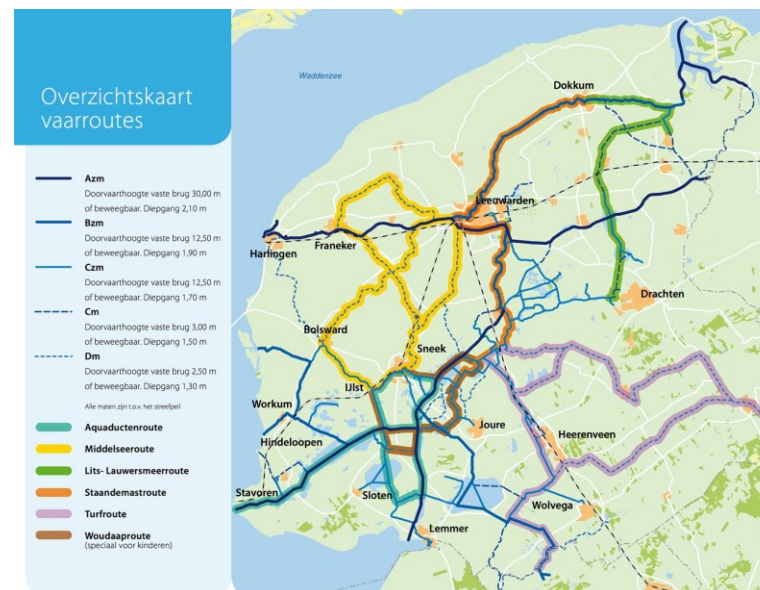 Overzichtskaart
vaarroutes
Azm
Doorvaarthoogte vaste brug 30,00 m
of beweegbaar. Diepgang 2,10 m
Bzm
Doorvaarthoogte vaste brug 12,50 m
of beweegbaar. Diepgang 1,90 m
Czm
Doorvaarthoogte vaste brug 12,50 m
of beweegbaar. Diepgang 1,70 m
Cm
Doorvaarthoogte vaste brug 3,00 m
of beweegbaar. Diepgang 1,50 m
Dm
Doorvaarthoogte vaste brug 2,50 m
of beweegbaar. Diepgang 1,30 m
Alle maten zijn t.o.v. het streefpeil
Aquaductenroute
Middelseeroute
Lits- Lauwersmeerroute
Staandemastroute
Turfroute
Woudaaproute
(speciaal voor kinderen)
Waddenzee
Dokkum
Leeuwarden
Harlingen
Franeker
Drachten
Bolsward
Sneek
IJlst
Workum
Joure
Hindeloopen
Heerenveen
Stavoren
Sloten
Wolvega
Lemmer